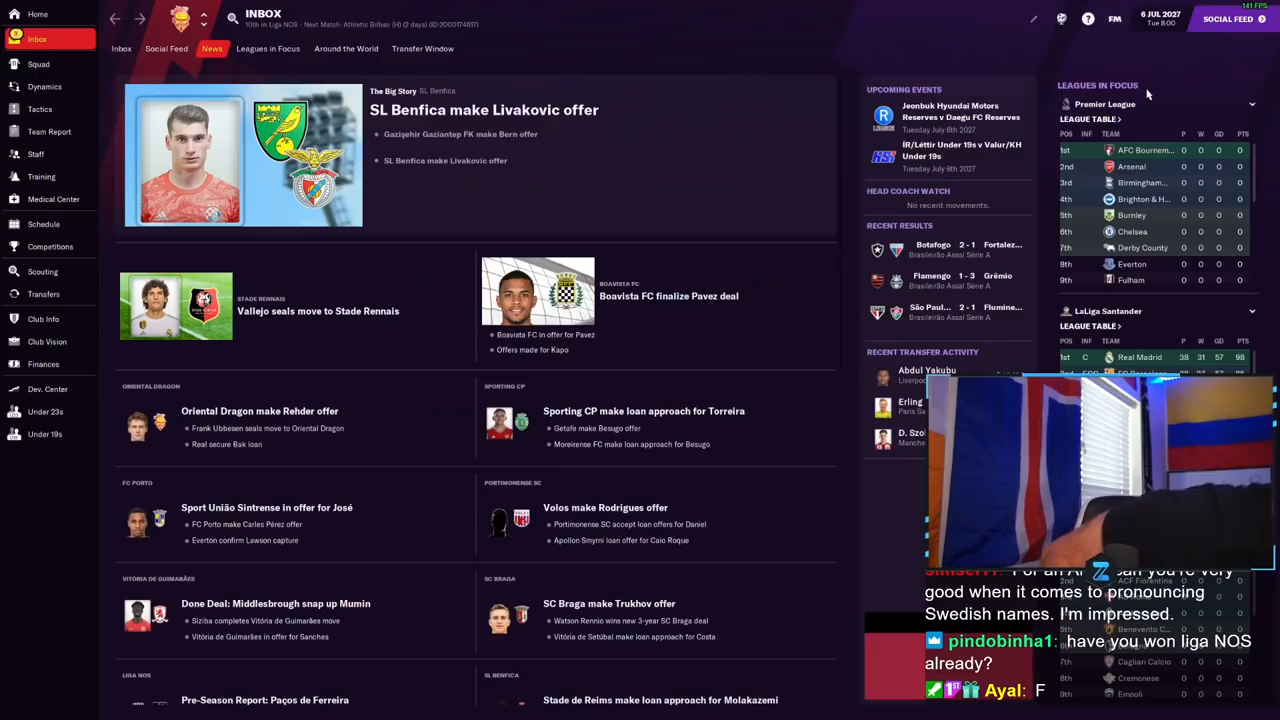 141 FPS
Home
3
Inbox
Squad
Dynamics
Tactics
Team Report
Staff
Training
Medical Center
Schedule
Competitions
Scouting
Transfers
Club Info
Club Vision
Finances
Dev. Center
Under 23s
Under 19s
INBOX
10th in Liga NOS - Next Match: Athletic Bilbao (H) (2 days) (ID:2000174617)
FM
6 JUL 2027
Tue 8:00
SOCIAL FEED
Inbox
Social Feed
News
Leagues in Focus
Around the World
Transfer Window
The Big Story SL Benfica
SL Benfica make Livakovic offer
Gazişehir Gaziantep FK make Bern offer
SL Benfica make Livakovic offer
STADE RENNAIS
Vallejo seals move to Stade Rennais
BOAVISTA FC
Boavista FC finalize Pavez deal
Boavista FC in offer for Pavez
Offers made for Kapo
ORIENTAL DRAGON
Oriental Dragon make Rehder offer
Frank Ubbesen seals move to Oriental Dragon
Real secure Bak loan
SPORTING CP
Sporting CP make loan approach for Torreira
Getafe make Besugo offer
Moreirense FC make loan approach for Besugo
FC PORTO
Sport União Sintrense in offer for José
FC Porto make Carles Pérez offer
Everton confirm Lawson capture
PORTIMONENSE SC
Volos make Rodrigues offer
Portimonense SC accept loan offers for Daniel
Apollon Smyrni loan offer for Caio Roque
VITÓRIA DE GUIMARÃES
Done Deal: Middlesbrough snap up Mumin
Siziba completes Vitória de Guimarães move
Vitória de Guimarães in offer for Sanches
SC BRAGA
SC Braga make Trukhov offer
Watson Rennio wins new 3-year SC Braga deal
Vitória de Setúbal make loan approach for Costa
LIGA NOS
Pre-Season Report: Paços de Ferreira
SL BENFICA
Stade de Reims make loan approach for Molakazemi
UPCOMING EVENTS
Jeonbuk Hyundai Motors
Reserves v Daegu FC Reserves
Tuesday July 6th 2027
ÍR/Léttir Under 19s v Valur/KH
Under 19s
Tuesday July 6th 2027
HEAD COACH WATCH
No recent movements.
RECENT RESULTS
Botafogo 2 - 1 Fortalez...
Brasileirão Assaí Série A
Flamengo 1 - 3 Grêmio
Brasileirão Assaí Série A
São Paul... 2 - 1 Flumine...
Brasileirão Assaí Série A
RECENT TRANSFER ACTIVITY
Abdul Yakubu
Liverpoo
Erling
Paris Sa
D. Szo
Manche
LEAGUES IN FOCUS
Premier League
LEAGUE TABLE >
POS INF TEAM P W GD PTS
1st AFC Bournem... 0 0 0 0
2nd Arsenal 0 0 0 0
3rd Birmingham... 0 0 0 0
4th Brighton & H... 0 0 0 0
5th Burnley 0 0 0 0
6th Chelsea 0 0 0 0
7th Derby County 0 0 0 0
8th Everton 0 0 0 0
9th Fulham 0 0 0 0
LaLiga Santander
LEAGUE TABLE >
POS INF TEAM P W GD PTS
1st C Real Madrid 38 31 57 98
2nd ACF Fiorentina
5th Benevento C...
7th Cagliari Calcio
8th Cremonese
9th Empoli
you're very
good when it comes to pronouncing
Swedish names. I'm impressed.
pindobinha1: have you won liga NOS
already?
1ST Ayal: F